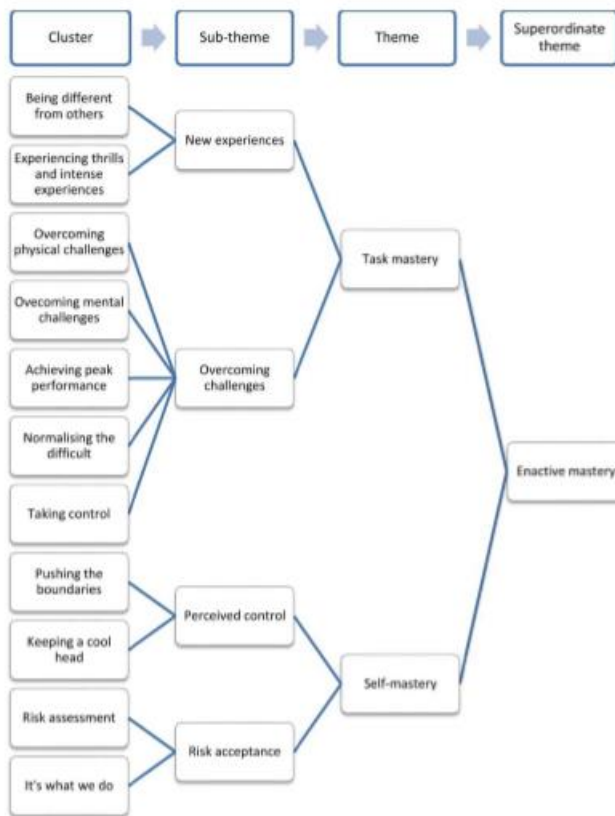 Cluster
Sub-theme
Theme
Superordinate
theme
Being different
from others
Experiencing thrills
and intense
experiences
New experiences
Overcoming
physical challenges
Ovecoming mental
challenges
Achieving peak
performance
Normalising the
difficult
Taking control
Overcoming
challenges
Task mastery
Pushing the
boundaries
Keeping a cool
head
Perceived control
Risk assessment
It's what we do
Risk acceptance
Self-mastery
Enactive mastery